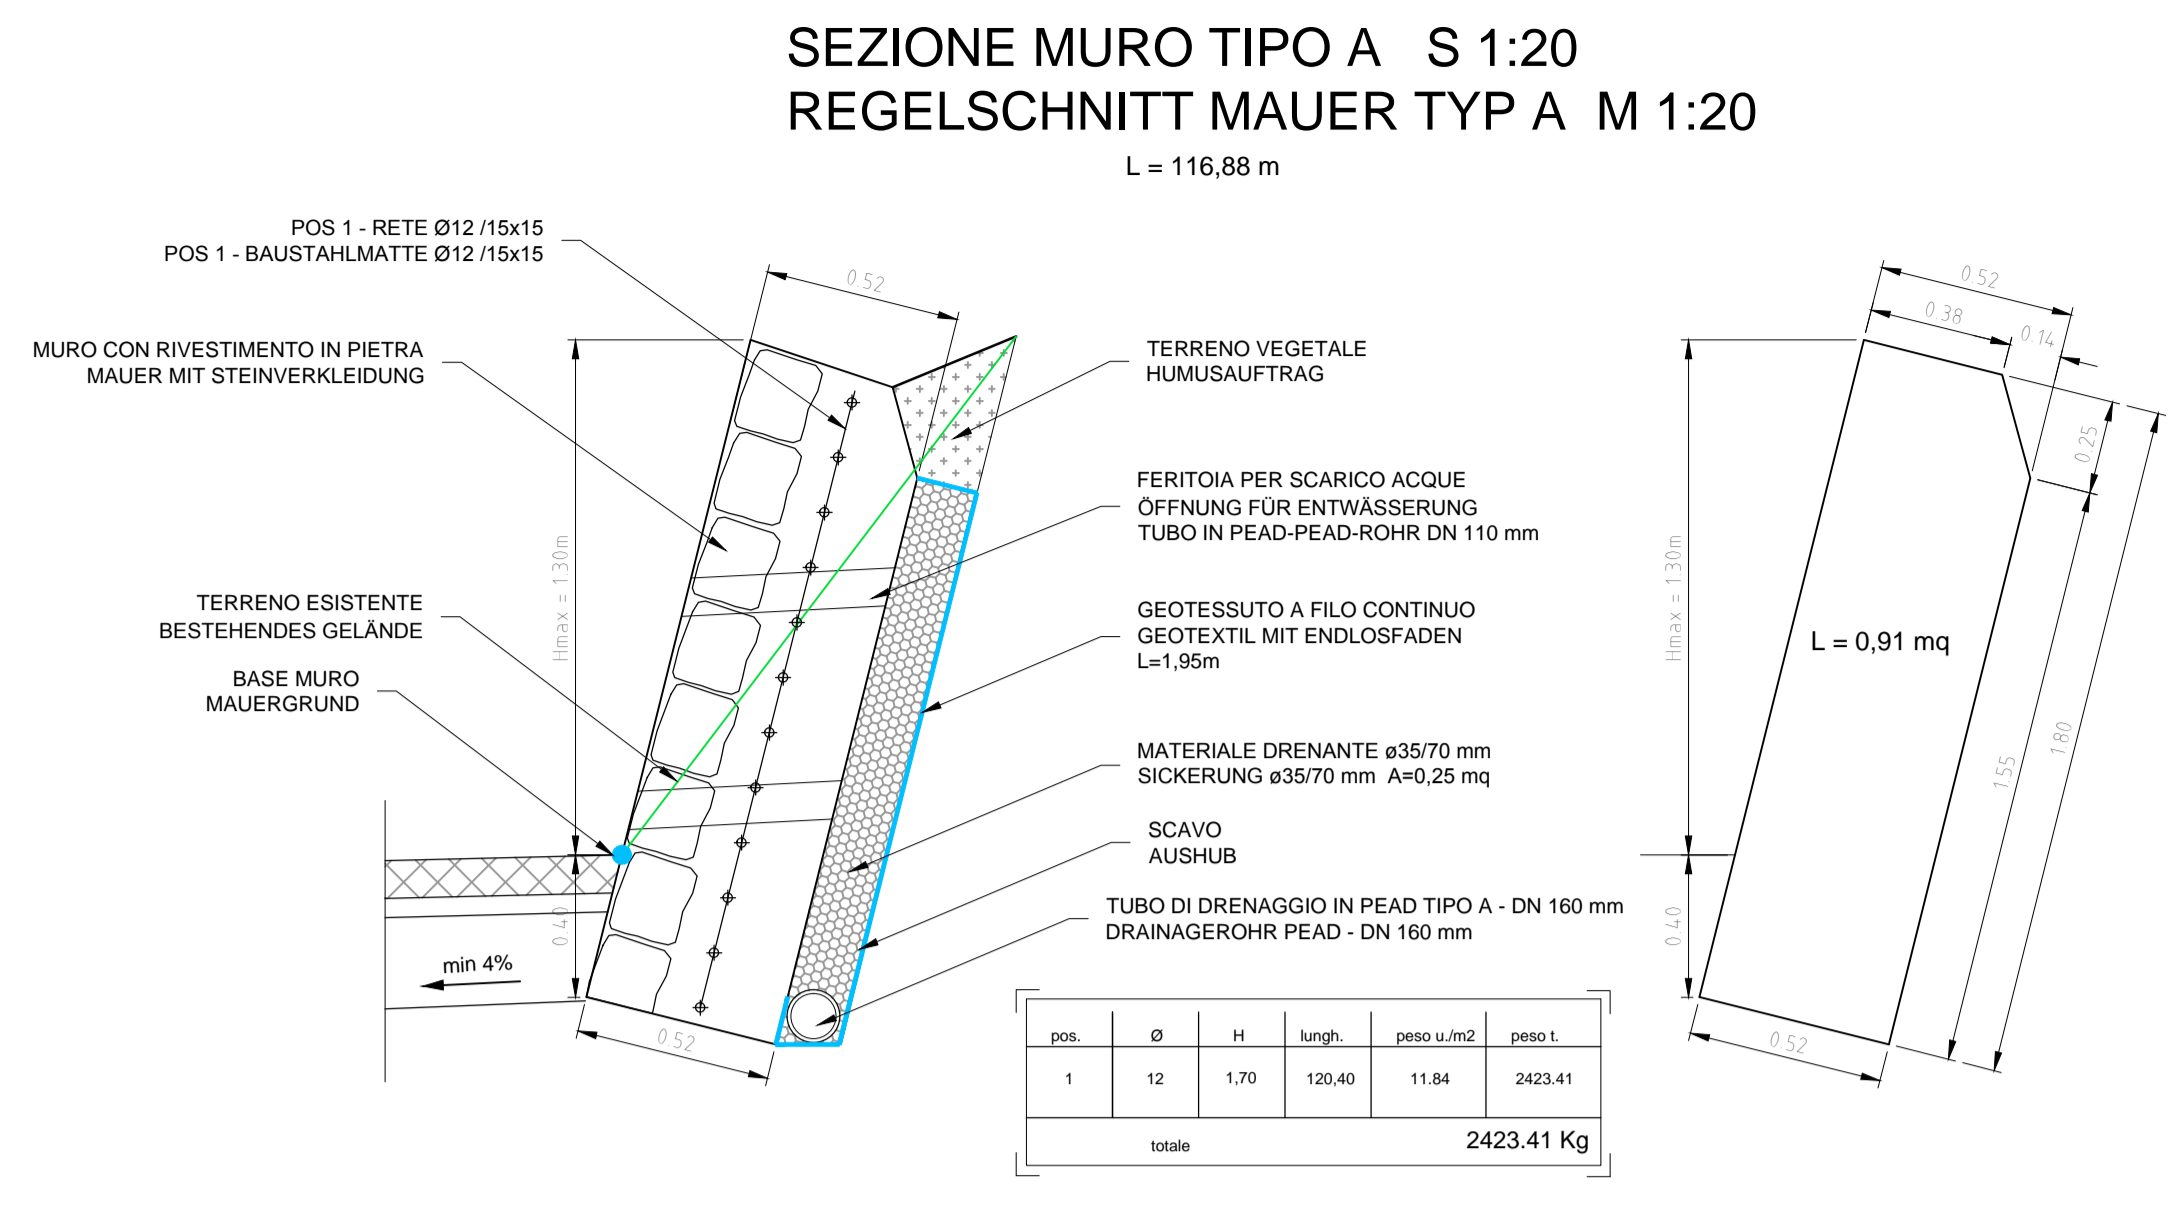 SEZIONE MURO TIPO A   S 1:20
REGELSCHNITT MAUER TYP A  M 1:20
L = 116,88 m
POS 1 - RETE Ø12 /15x15
POS 1 - BAUSTAHLMATTE Ø12 /15x15
MURO CON RIVESTIMENTO IN PIETRA
MAUER MIT STEINVERKLEIDUNG
TERRENO ESISTENTE
BESTEHENDES GELÄNDE
BASE MURO
MAUERGRUND
min 4%
Hmax = 1.30m
0.40
0.52
0.52
TERRENO VEGETALE
HUMUSAUFTRAG
FERITOIA PER SCARICO ACQUE
ÖFFNUNG FÜR ENTWÄSSERUNG
TUBO IN PEAD-PEAD-ROHR DN 110 mm
GEOTESSUTO A FILO CONTINUO
GEOTEXTIL MIT ENDLOSFADEN
L=1,95m
MATERIALE DRENANTE ø35/70 mm
SICKERUNG ø35/70 mm  A=0,25 mq
SCAVO
AUSHUB
TUBO DI DRENAGGIO IN PEAD TIPO A - DN 160 mm
DRAINAGEROHR PEAD - DN 160 mm
pos. Ø H lungh. peso u./m2 peso t.
1 12 1,70 120,40 11.84 2423.41
totale 2423.41 Kg
0.52
0.38
0.14
0.25
Hmax = 1.30m
L = 0,91 mq
1.80
1.55
0.40
0.52